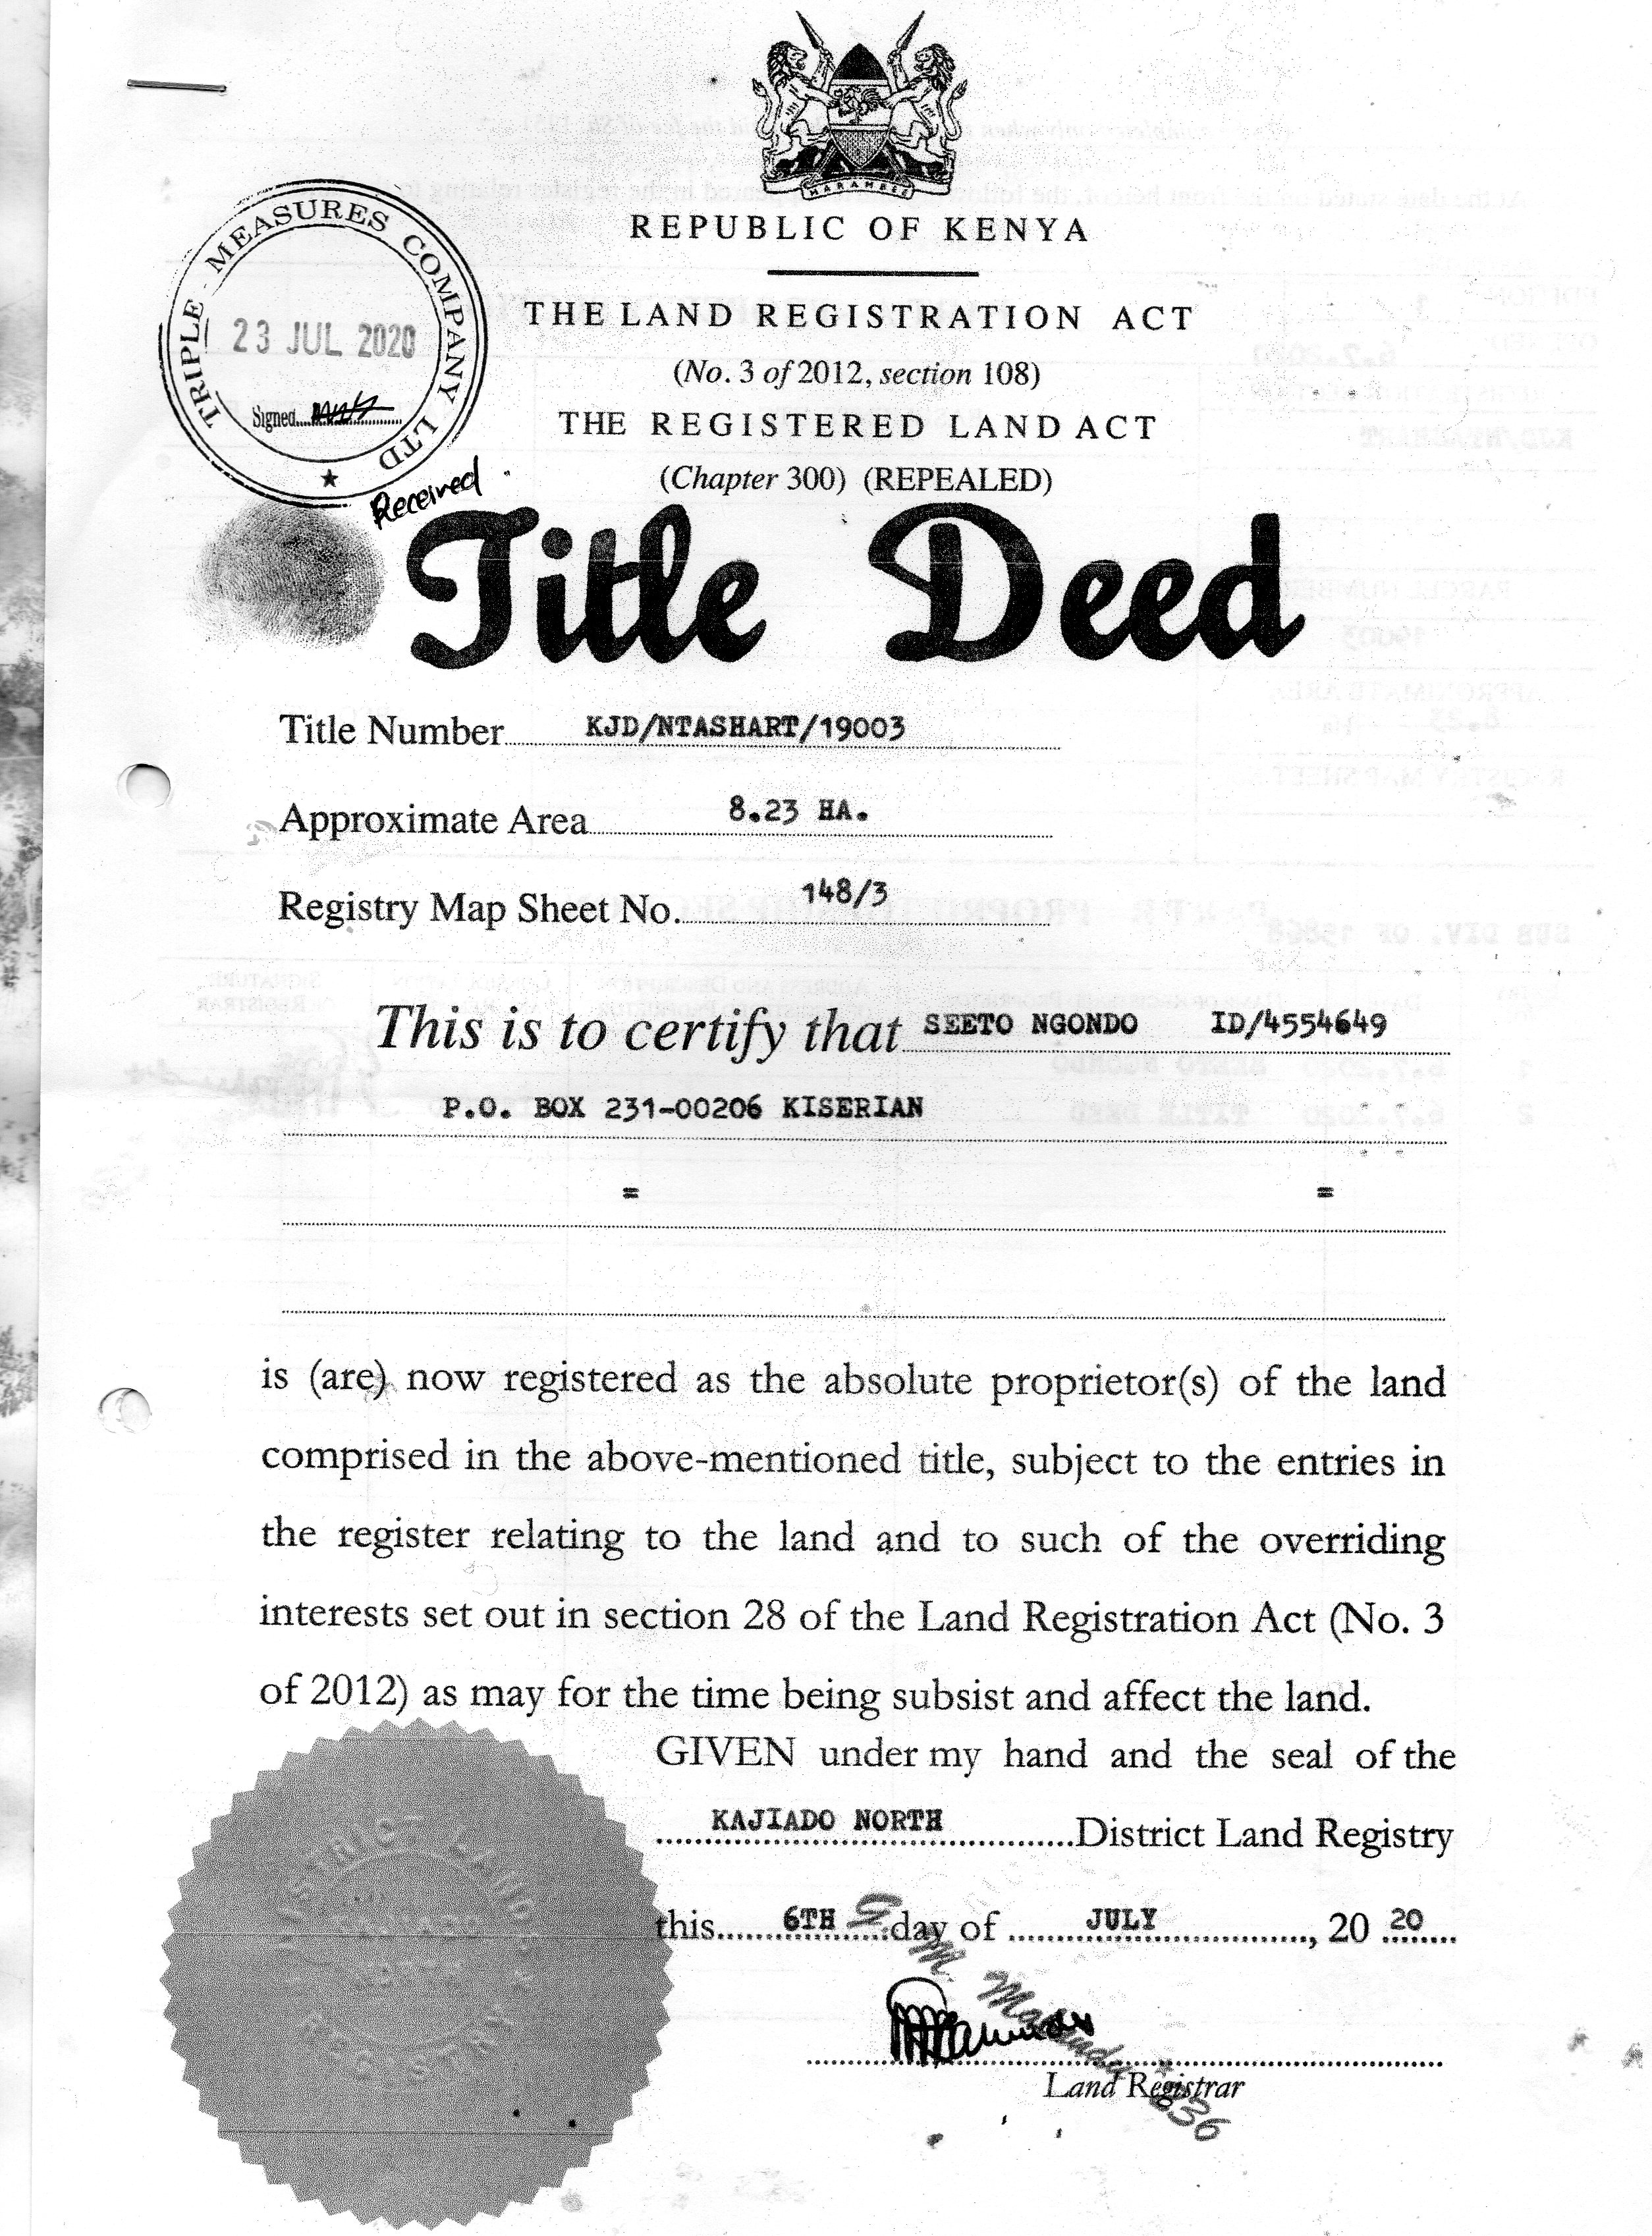 HARAMBEE
REPUBLIC OF KENYA
THE LAND REGISTRATION ACT
(No. 3 of 2012, section 108)
THE REGISTERED LAND ACT
(Chapter 300) (REPEALED)
TRIPLE MEASURES COMPANY LTD
23 JUL 2020
Signed
Received
Title Deed
Title Number KJD/NTASHART/19003
Approximate Area 8.23 HA.
Registry Map Sheet No. 148/3
This is to certify that SEETO NGONDO ID/4554649
P.O. BOX 231-00206 KISERIAN
= =
is (are) now registered as the absolute proprietor(s) of the land
comprised in the above-mentioned title, subject to the entries in
the register relating to the land and to such of the overriding
interests set out in section 28 of the Land Registration Act (No. 3
of 2012) as may for the time being subsist and affect the land.
GIVEN under my hand and the seal of the
KAJIADO NORTH District Land Registry
this 6TH day of JULY, 20 20
Land Registrar